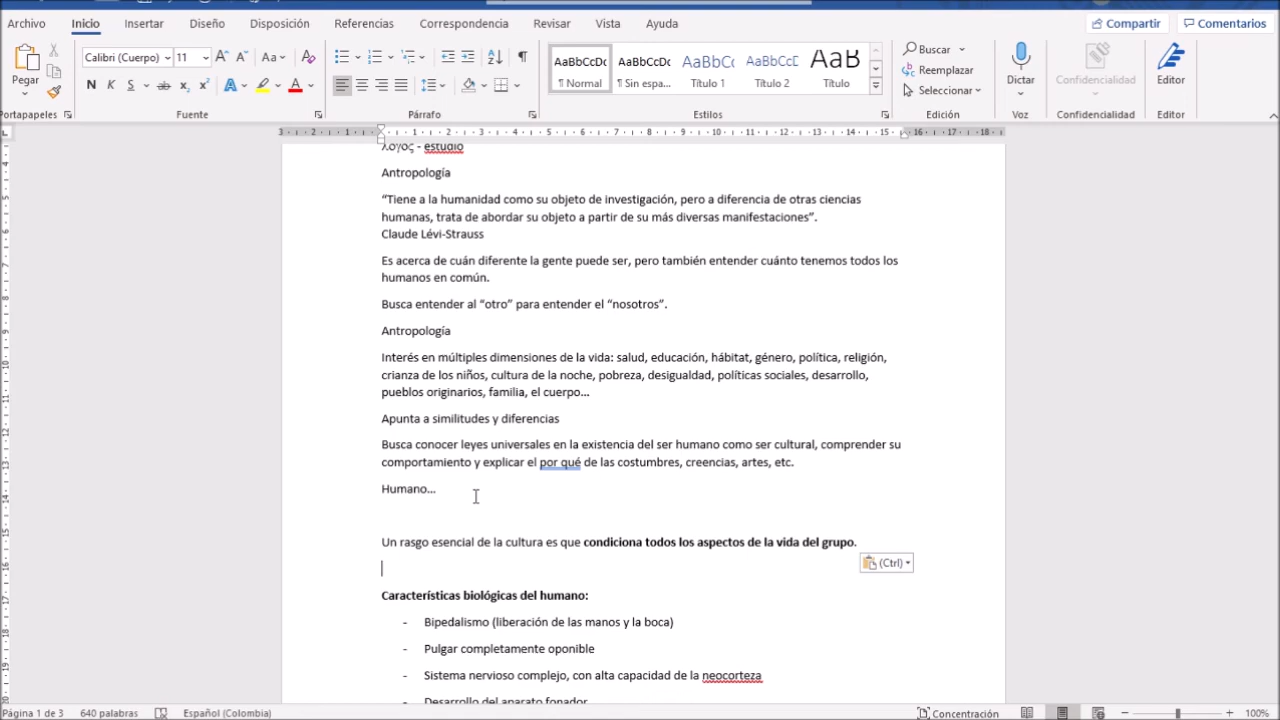 Archivo Inicio Insertar Diseño Disposición Referencias Correspondencia Revisar Vista Ayuda Compartir Comentarios
Pegar
Calibri (Cuerpo) 11
N K S
Portapapeles Fuente Párrafo Estilos Edición Voz Confidencialidad Editor
AaBbCcDc AaBbCcDc AaBbC AaBbCcE AaB
¶ Normal ¶ Sin espa... Título 1 Título 2 Título
Buscar
Reemplazar
Seleccionar
Dictar
Confidencialidad
Editor
λόγος - estudio
Antropología
“Tiene a la humanidad como su objeto de investigación, pero a diferencia de otras ciencias
humanas, trata de abordar su objeto a partir de su más diversas manifestaciones”.
Claude Lévi-Strauss
Es acerca de cuán diferente la gente puede ser, pero también entender cuánto tenemos todos los
humanos en común.
Busca entender al “otro” para entender el “nosotros”.
Antropología
Interés en múltiples dimensiones de la vida: salud, educación, hábitat, género, política, religión,
crianza de los niños, cultura de la noche, pobreza, desigualdad, políticas sociales, desarrollo,
pueblos originarios, familia, el cuerpo…
Apunta a similitudes y diferencias
Busca conocer leyes universales en la existencia del ser humano como ser cultural, comprender su
comportamiento y explicar el por qué de las costumbres, creencias, artes, etc.
Humano…
Un rasgo esencial de la cultura es que condiciona todos los aspectos de la vida del grupo.
(Ctrl)
Características biológicas del humano:
- Bipedalismo (liberación de las manos y la boca)
- Pulgar completamente oponible
- Sistema nervioso complejo, con alta capacidad de la neocorteza
- Desarrollo del aparato fonador
Página 1 de 3 640 palabras Español (Colombia) Concentración 100%